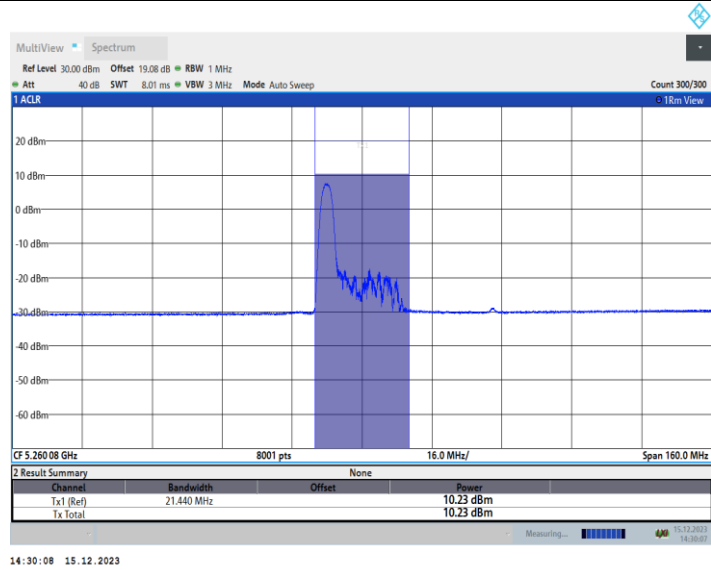 MultiView Spectrum
Ref Level 30.00 dBm Offset 19.08 dB RBW 1 MHz
Att 40 dB SWT 8.01 ms VBW 3 MHz Mode Auto Sweep Count 300/300
1 ACLR 1Rm View
20 dBm
10 dBm
0 dBm
-10 dBm
-20 dBm
-30 dBm
-40 dBm
-50 dBm
-60 dBm
CF 5.26008 GHz 8001 pts 16.0 MHz/ Span 160.0 MHz
2 Result Summary None
Channel Bandwidth Offset Power
Tx1 (Ref) 21.440 MHz 10.23 dBm
Tx Total 10.23 dBm
Measuring... 15.12.2023
14:30:07
14:30:08 15.12.2023